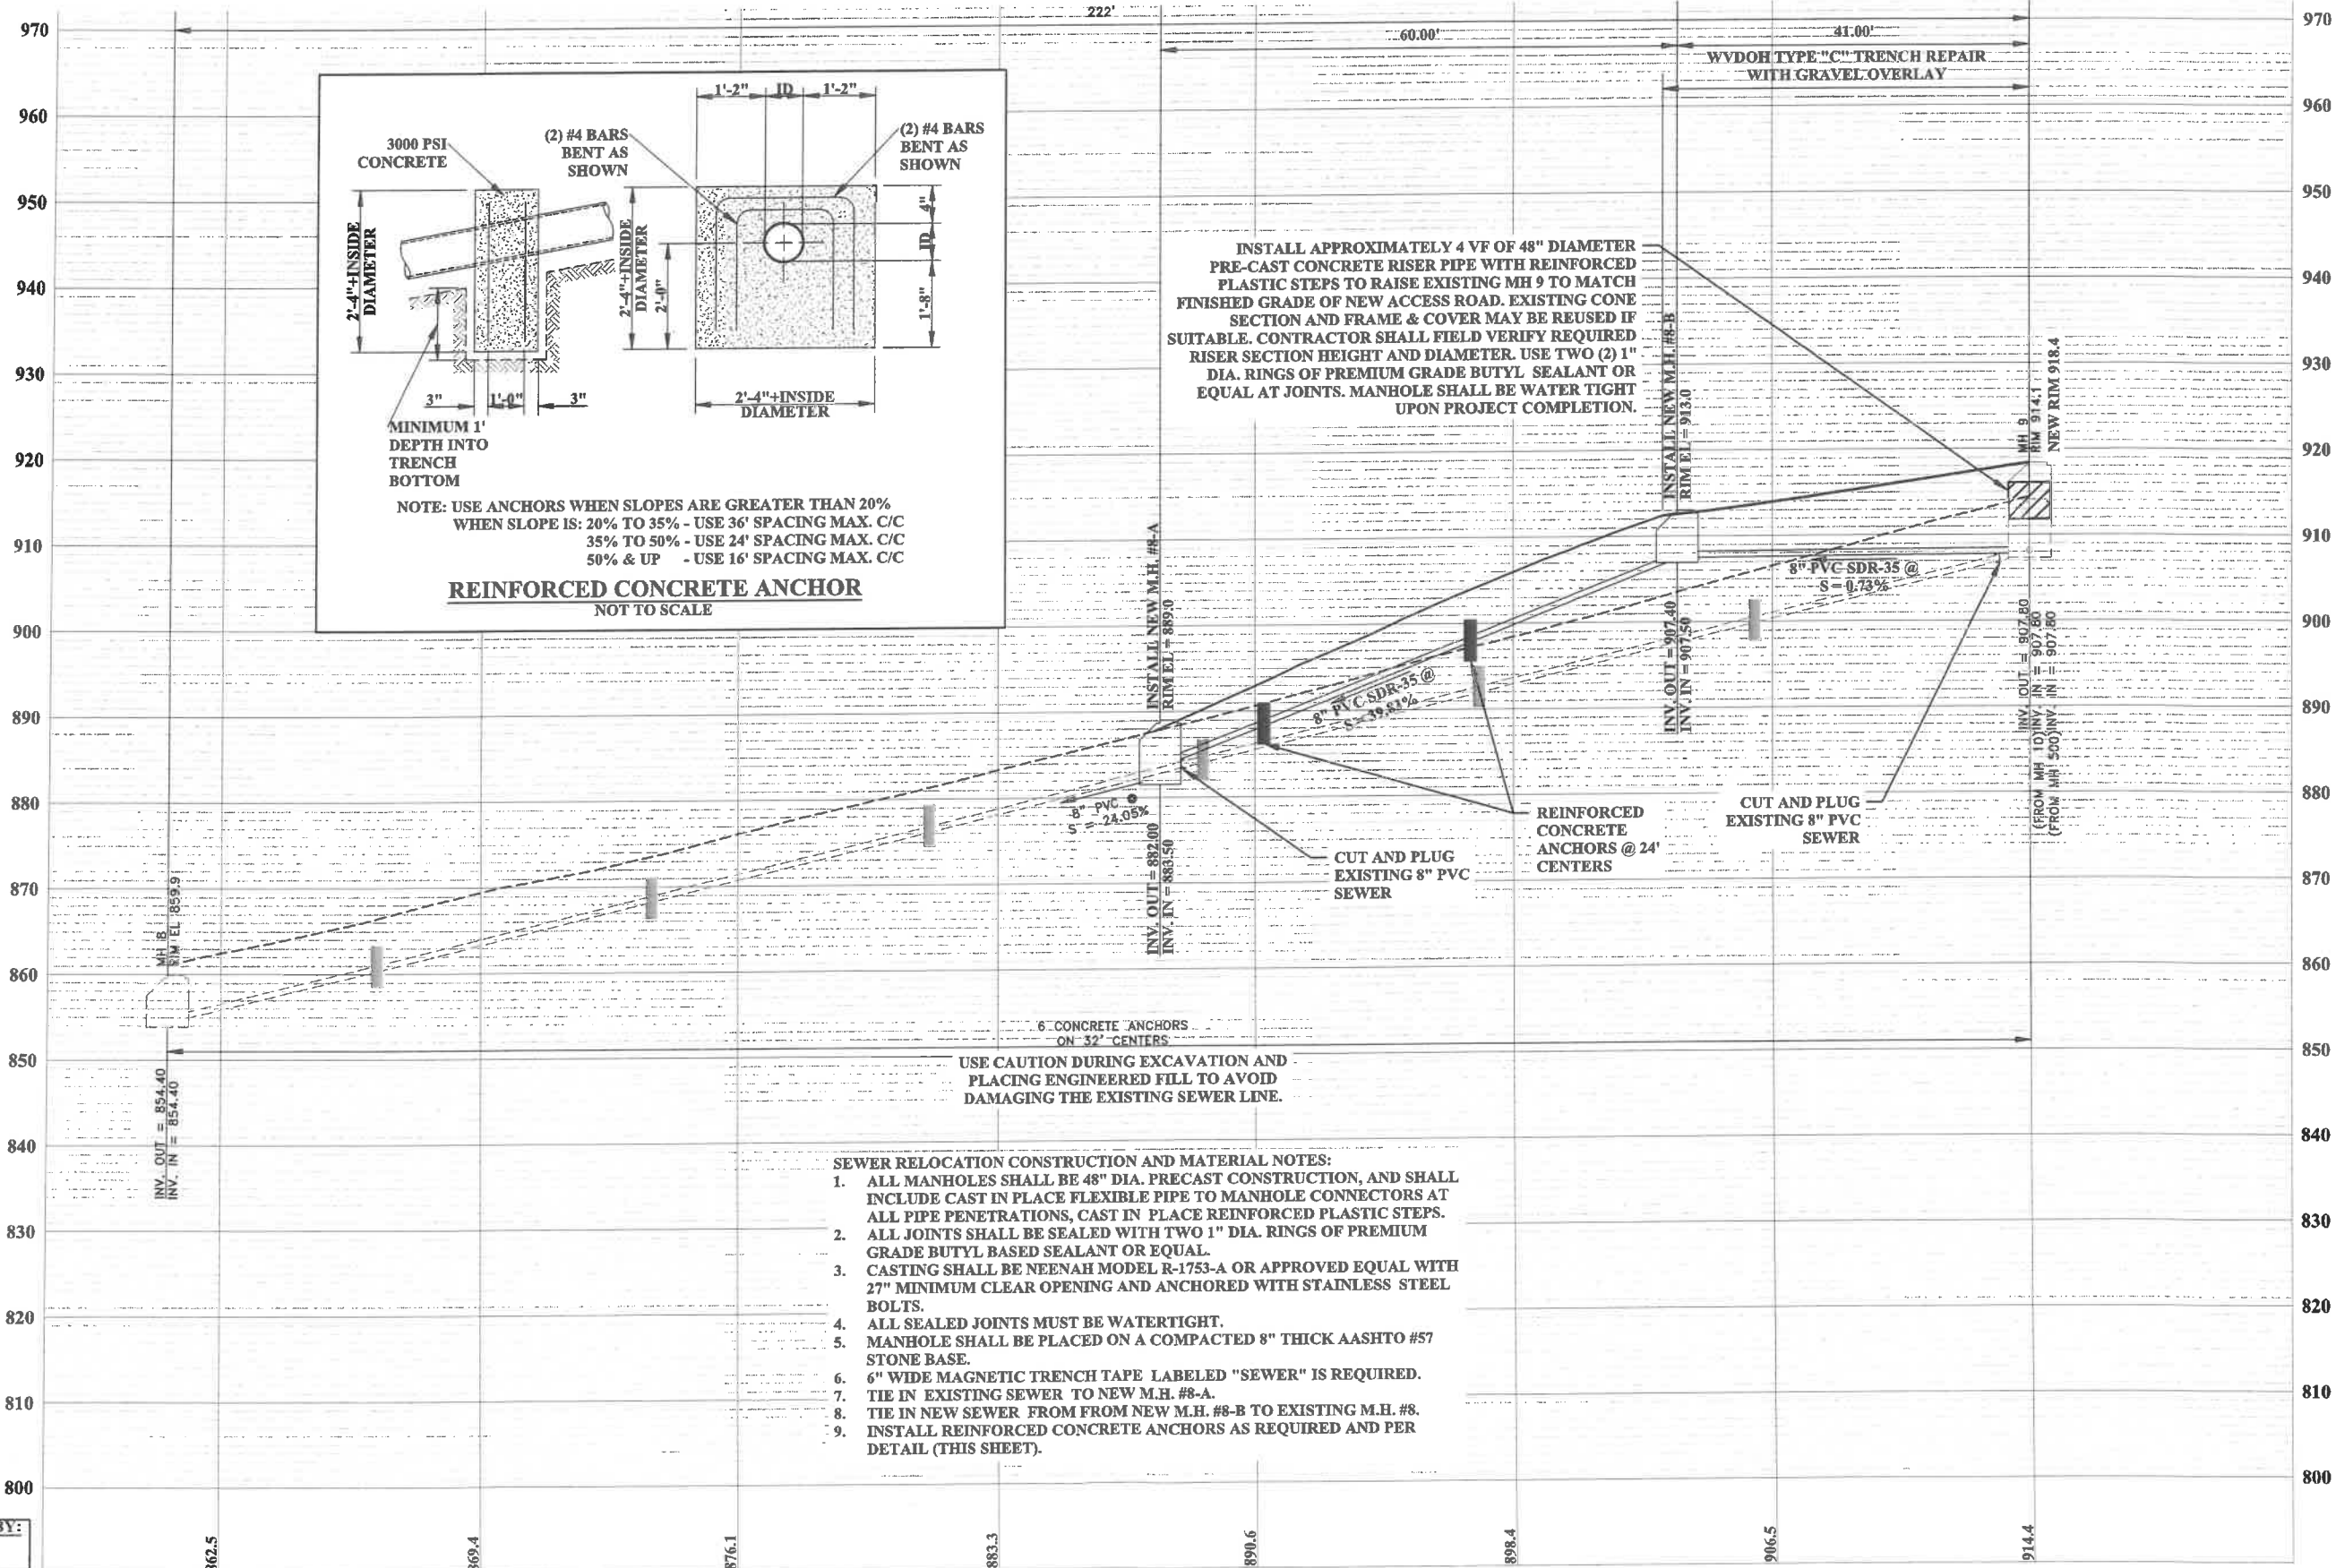 222'
60.00'
41.00'
WVDOH TYPE "C" TRENCH REPAIR
WITH GRAVEL OVERLAY
970
960
950
940
930
920
910
900
890
880
870
860
850
840
830
820
810
800
970
960
950
940
930
920
910
900
890
880
870
860
850
840
830
820
810
800
3000 PSI
CONCRETE
(2) #4 BARS
BENT AS
SHOWN
1'-2"
ID
1'-2"
(2) #4 BARS
BENT AS
SHOWN
2'-4"+INSIDE
DIAMETER
2'-4"+INSIDE
DIAMETER
2'-0"
4"
ID
1'-8"
3"
1'-0"
3"
2'-4"+INSIDE
DIAMETER
MINIMUM 1'
DEPTH INTO
TRENCH
BOTTOM
NOTE: USE ANCHORS WHEN SLOPES ARE GREATER THAN 20%
WHEN SLOPE IS: 20% TO 35% - USE 36' SPACING MAX. C/C
35% TO 50% - USE 24' SPACING MAX. C/C
50% & UP - USE 16' SPACING MAX. C/C
REINFORCED CONCRETE ANCHOR
NOT TO SCALE
INSTALL APPROXIMATELY 4 VF OF 48" DIAMETER
PRE-CAST CONCRETE RISER PIPE WITH REINFORCED
PLASTIC STEPS TO RAISE EXISTING MH 9 TO MATCH
FINISHED GRADE OF NEW ACCESS ROAD. EXISTING CONE
SECTION AND FRAME & COVER MAY BE REUSED IF
SUITABLE. CONTRACTOR SHALL FIELD VERIFY REQUIRED
RISER SECTION HEIGHT AND DIAMETER. USE TWO (2) 1"
DIA. RINGS OF PREMIUM GRADE BUTYL SEALANT OR
EQUAL AT JOINTS. MANHOLE SHALL BE WATER TIGHT
UPON PROJECT COMPLETION.
INSTALL NEW M.H. #8-B
RIM EL = 913.0
MH 9
RIM 914.1
NEW RIM 918.4
INSTALL NEW M.H. #8-A
RIM EL = 889.0
8" PVC SDR-35 @
S = 0.73%
8" PVC SDR-35 @
S = 39.83%
8" PVC @
S = 24.05%
INV. OUT = 907.40
INV. IN = 907.50
INV. OUT = 907.80
(FROM MH 1D) INV. IN = 907.80
(FROM MH 500) INV. IN = 907.80
INV. OUT = 882.00
INV. IN = 883.50
MH 8
RIM EL 859.9
INV. OUT = 854.40
INV. IN = 854.40
REINFORCED
CONCRETE
ANCHORS @ 24'
CENTERS
CUT AND PLUG
EXISTING 8" PVC
SEWER
CUT AND PLUG
EXISTING 8" PVC
SEWER
6 CONCRETE ANCHORS
ON 32' CENTERS
USE CAUTION DURING EXCAVATION AND
PLACING ENGINEERED FILL TO AVOID
DAMAGING THE EXISTING SEWER LINE.
SEWER RELOCATION CONSTRUCTION AND MATERIAL NOTES:
1. ALL MANHOLES SHALL BE 48" DIA. PRECAST CONSTRUCTION, AND SHALL
INCLUDE CAST IN PLACE FLEXIBLE PIPE TO MANHOLE CONNECTORS AT
ALL PIPE PENETRATIONS, CAST IN PLACE REINFORCED PLASTIC STEPS.
2. ALL JOINTS SHALL BE SEALED WITH TWO 1" DIA. RINGS OF PREMIUM
GRADE BUTYL BASED SEALANT OR EQUAL.
3. CASTING SHALL BE NEENAH MODEL R-1753-A OR APPROVED EQUAL WITH
27" MINIMUM CLEAR OPENING AND ANCHORED WITH STAINLESS STEEL
BOLTS.
4. ALL SEALED JOINTS MUST BE WATERTIGHT.
5. MANHOLE SHALL BE PLACED ON A COMPACTED 8" THICK AASHTO #57
STONE BASE.
6. 6" WIDE MAGNETIC TRENCH TAPE LABELED "SEWER" IS REQUIRED.
7. TIE IN EXISTING SEWER TO NEW M.H. #8-A.
8. TIE IN NEW SEWER FROM FROM NEW M.H. #8-B TO EXISTING M.H. #8.
9. INSTALL REINFORCED CONCRETE ANCHORS AS REQUIRED AND PER
DETAIL (THIS SHEET).
BY:
862.5
869.4
876.1
883.3
890.6
898.4
906.5
914.4